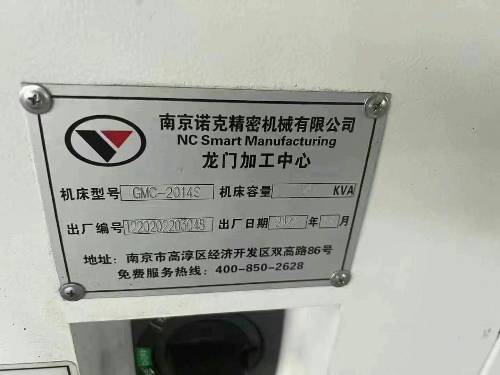 南京诺克精密机械有限公司
NC Smart Manufacturing
龙门加工中心
机床型号 GMC-2014S 机床容量 KVA
出厂编号 出厂日期 年 月
地址：南京市高淳区经济开发区双高路86号
免费服务热线：400-850-2628